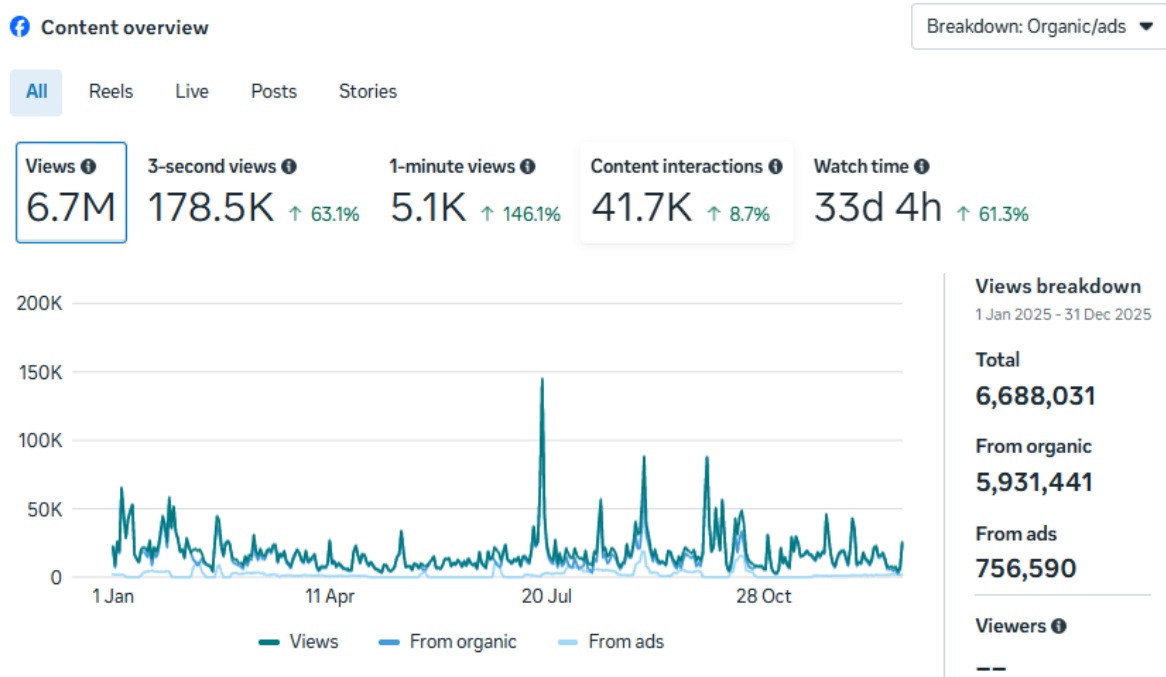 Content overview
Breakdown: Organic/ads
All Reels Live Posts Stories
Views 3-second views 1-minute views Content interactions Watch time
6.7M 178.5K ↑ 63.1% 5.1K ↑ 146.1% 41.7K ↑ 8.7% 33d 4h ↑ 61.3%
200K
150K
100K
50K
0
1 Jan 11 Apr 20 Jul 28 Oct
Views From organic From ads
Views breakdown
1 Jan 2025 - 31 Dec 2025
Total
6,688,031
From organic
5,931,441
From ads
756,590
Viewers
--